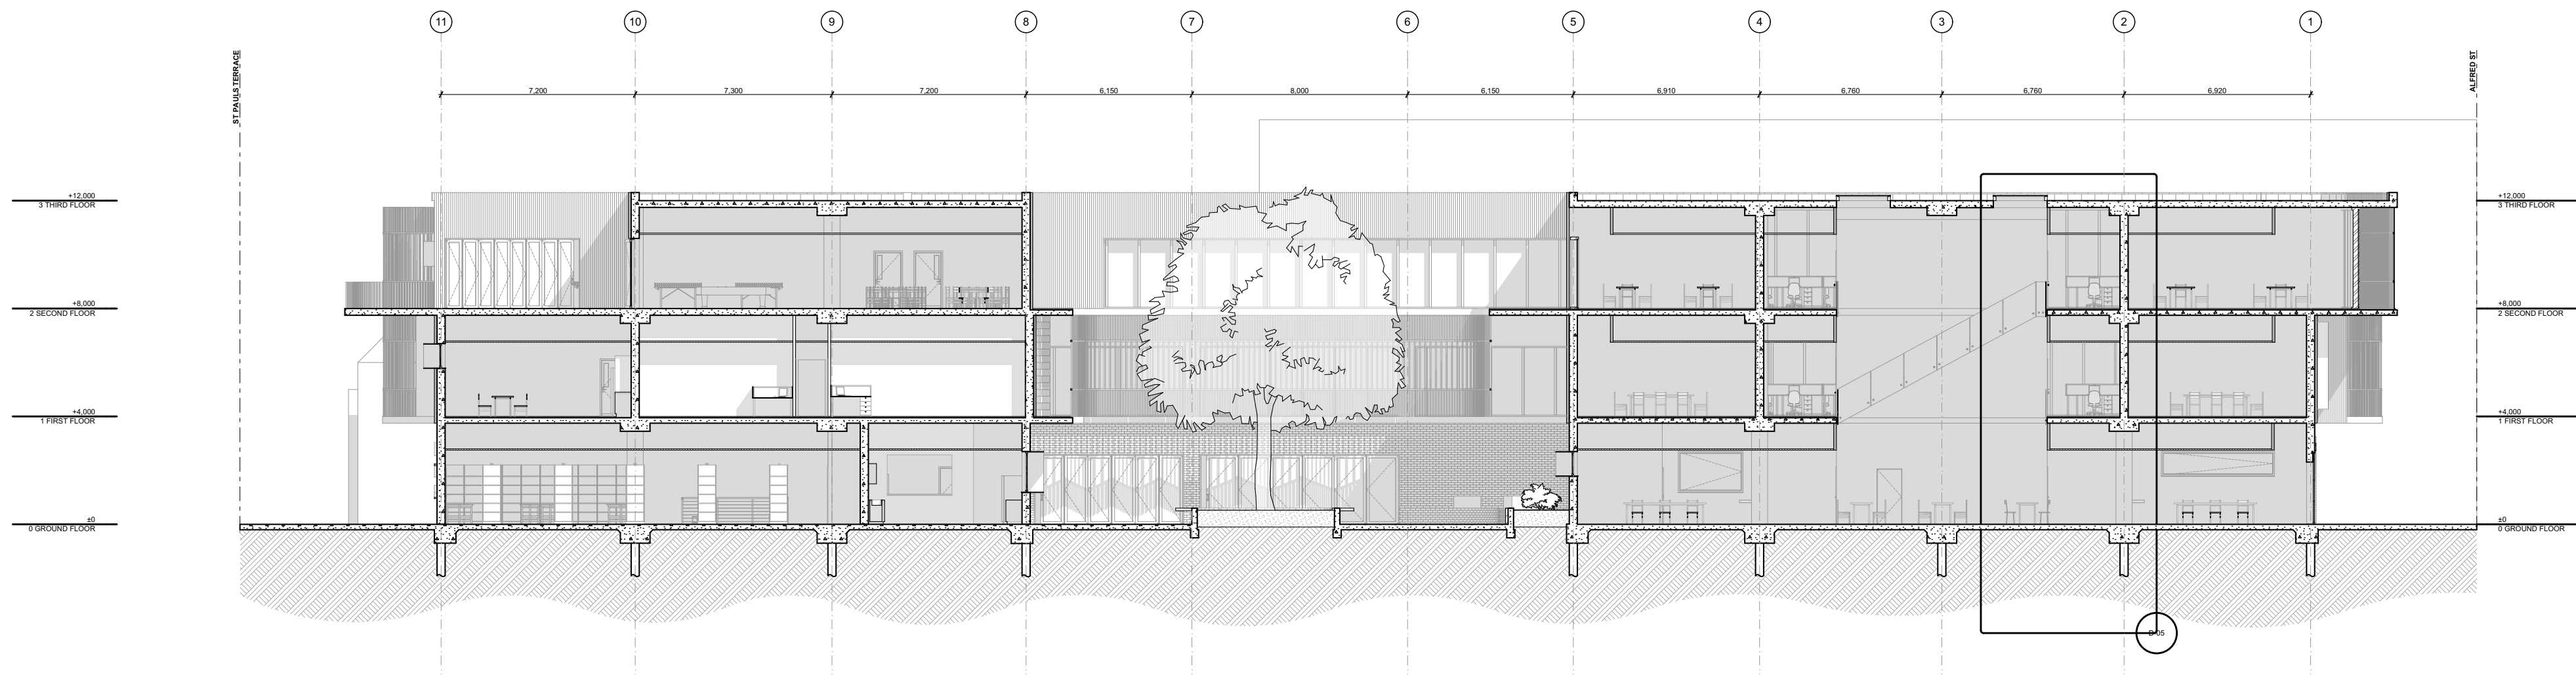 11 10 9 8 7 6 5 4 3 2 1
ST PAULS TERRACE
ALFRED ST
7,200 7,300 7,200 6,150 8,000 6,150 6,910 6,760 6,760 6,920
+12,000
3 THIRD FLOOR
+12,000
3 THIRD FLOOR
+8,000
2 SECOND FLOOR
+8,000
2 SECOND FLOOR
+4,000
1 FIRST FLOOR
+4,000
1 FIRST FLOOR
±0
0 GROUND FLOOR
±0
0 GROUND FLOOR